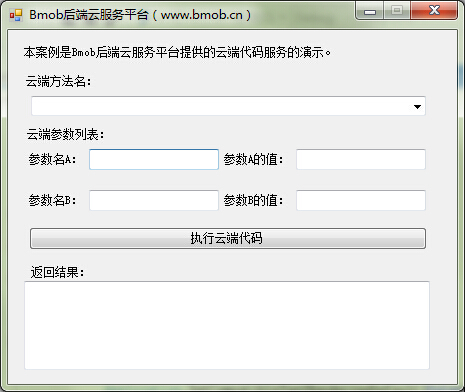 Bmob后端云服务平台（www.bmob.cn）
本案例是Bmob后端云服务平台提供的云端代码服务的演示。
云端方法名：
云端参数列表：
参数名A： 参数A的值：
参数名B： 参数B的值：
执行云端代码
返回结果：